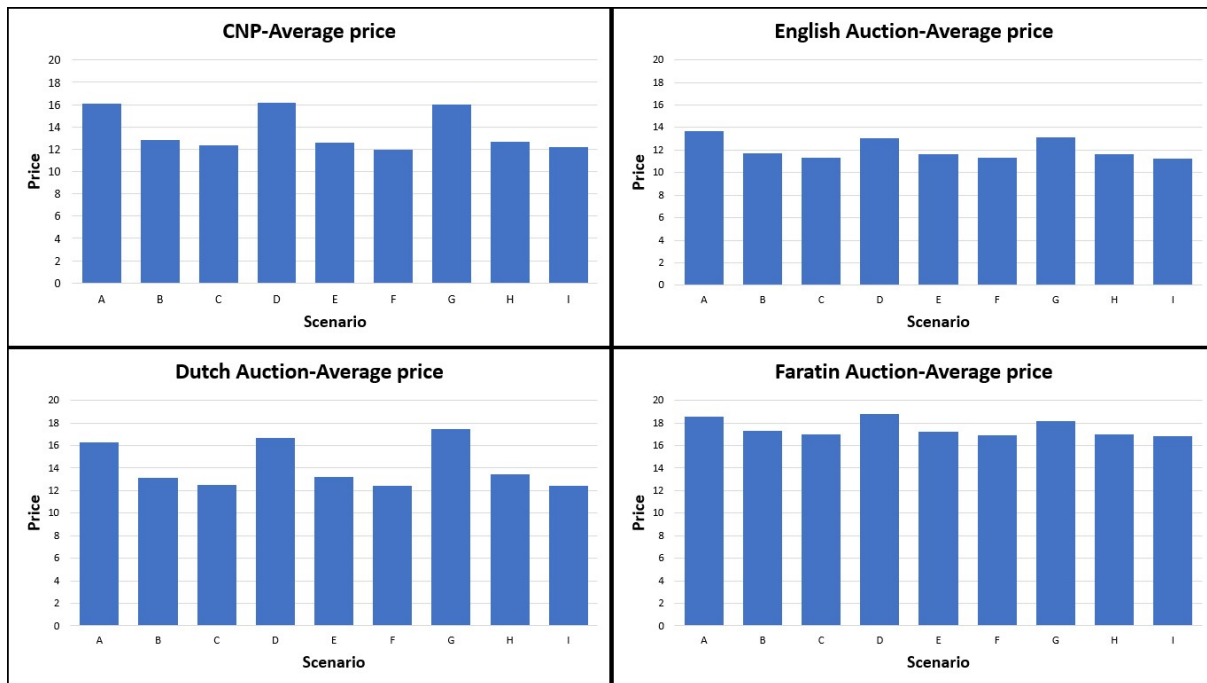 CNP-Average price
20
18
16
14
12
10
8
6
4
2
0
Price
A B C D E F G H I
Scenario
English Auction-Average price
20
18
16
14
12
10
8
6
4
2
0
Price
A B C D E F G H I
Scenario
Dutch Auction-Average price
20
18
16
14
12
10
8
6
4
2
0
Price
A B C D E F G H I
Scenario
Faratin Auction-Average price
20
18
16
14
12
10
8
6
4
2
0
Price
A B C D E F G H I
Scenario